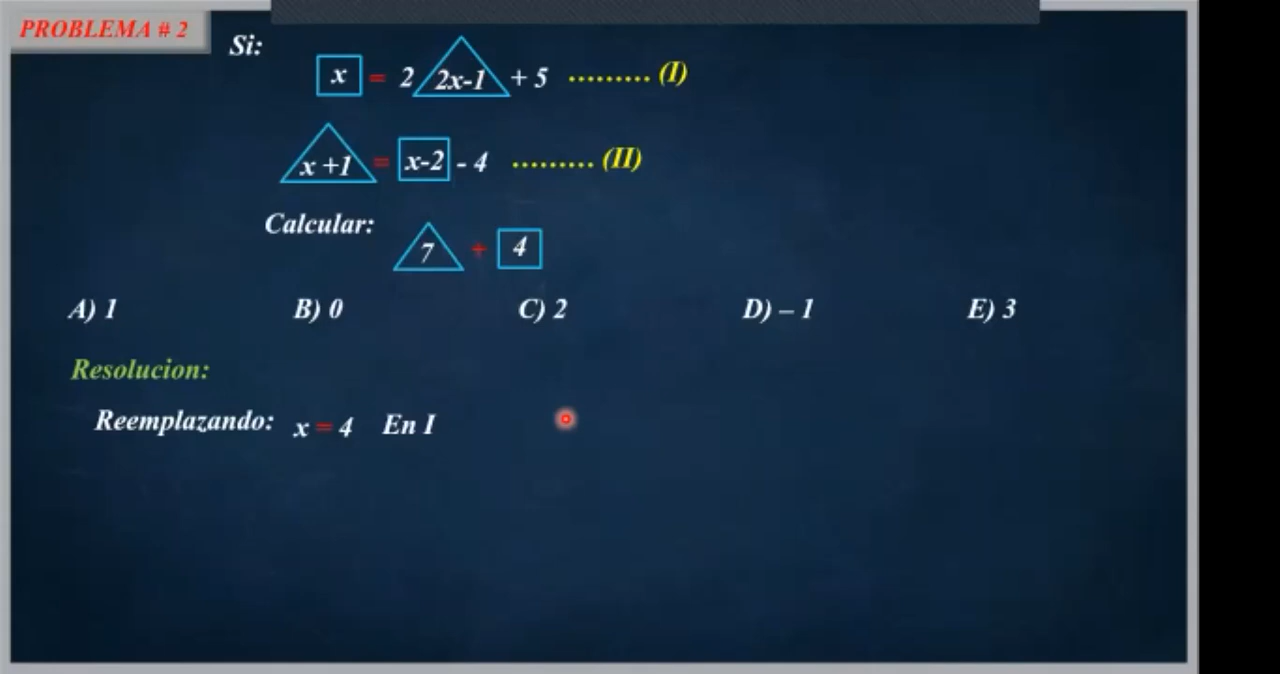 PROBLEMA # 2
Si:
x = 2 2x-1 + 5 ......... (I)
x +1 = x-2 - 4 ......... (II)
Calcular:
7 + 4
A) 1 B) 0 C) 2 D) – 1 E) 3
Resolucion:
Reemplazando: x = 4 En I